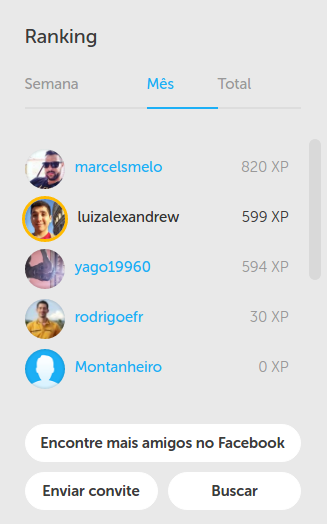 Ranking
Semana Mês Total
marcelsmelo 820 XP
luizalexandrew 599 XP
yago19960 594 XP
rodrigoefr 30 XP
Montanheiro 0 XP
Encontre mais amigos no Facebook
Enviar convite Buscar